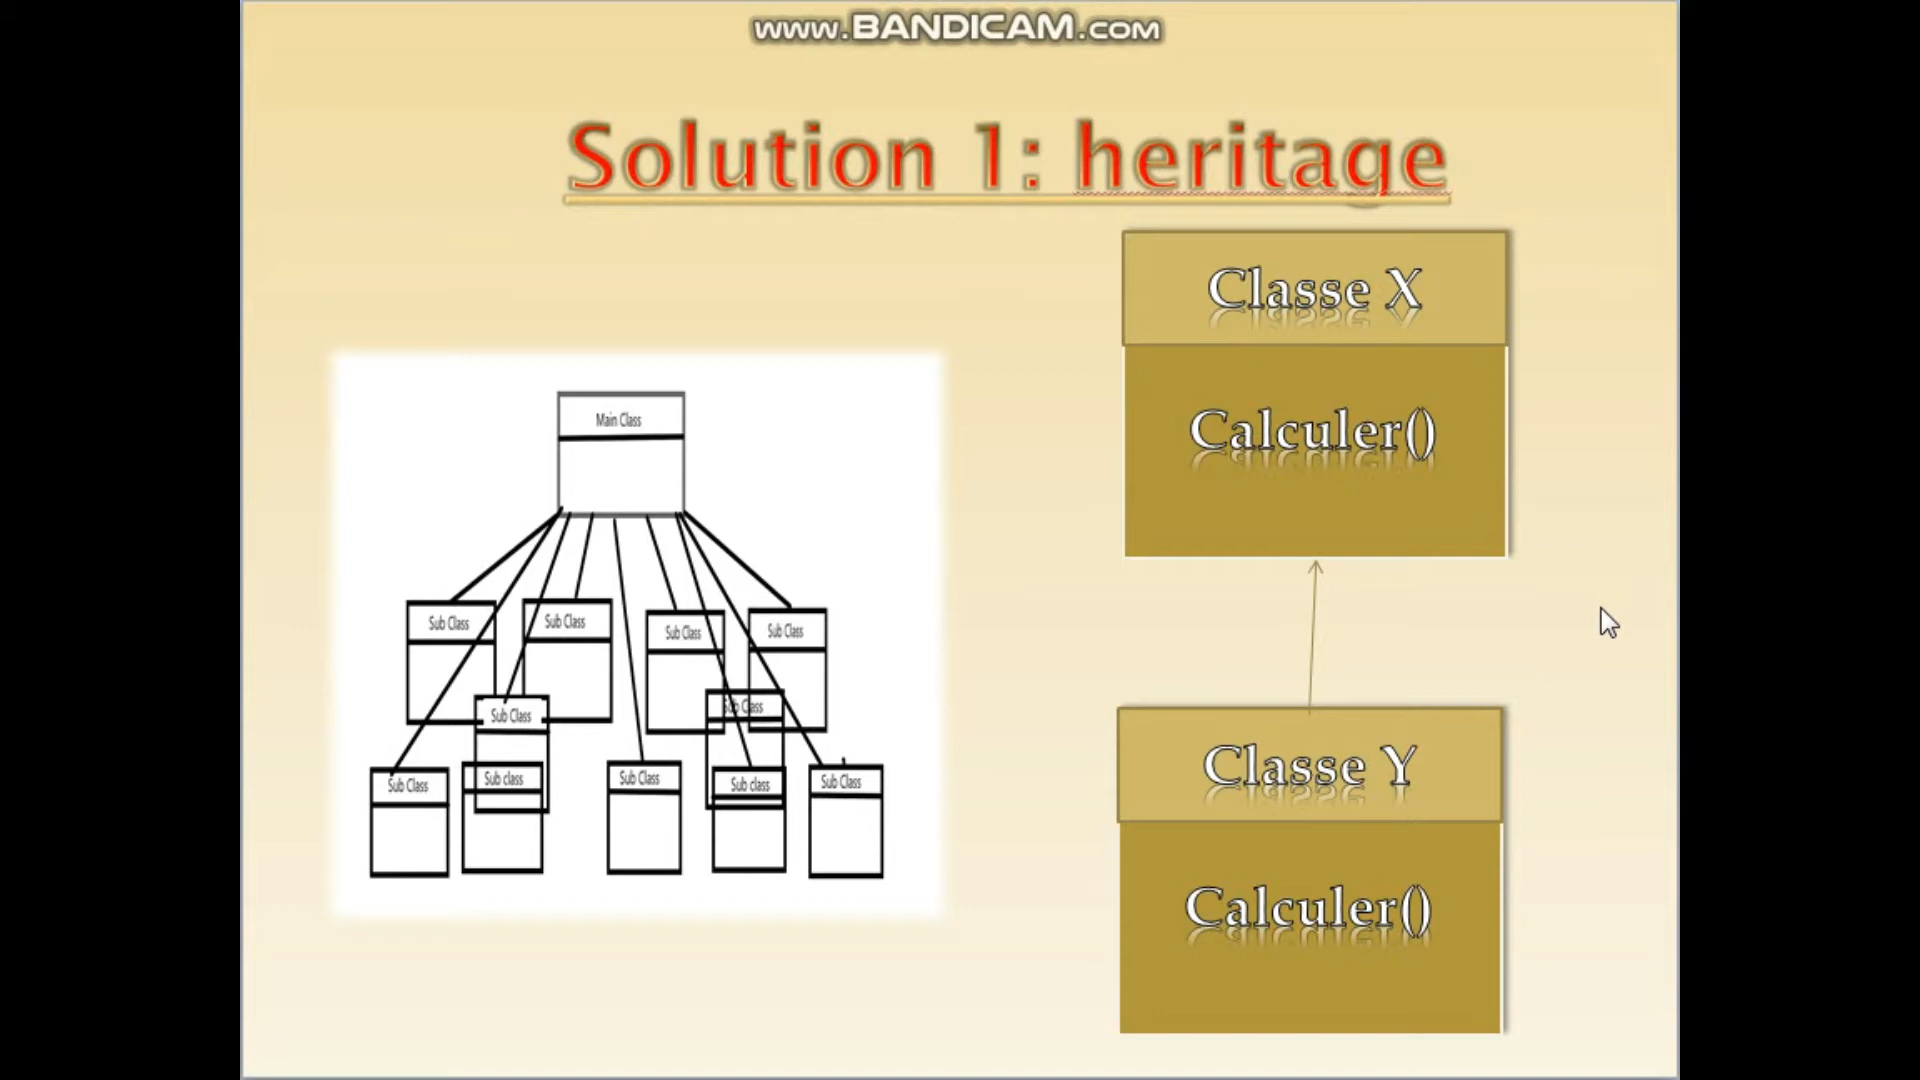 www.BANDICAM.com
Solution 1: heritage
Classe X
Calculer()
Main Class
Sub Class
Sub Class
Sub Class
Sub Class
Sub Class
Sub Class
Sub Class
Sub class
Sub Class
Sub class
Sub Class
Classe Y
Calculer()